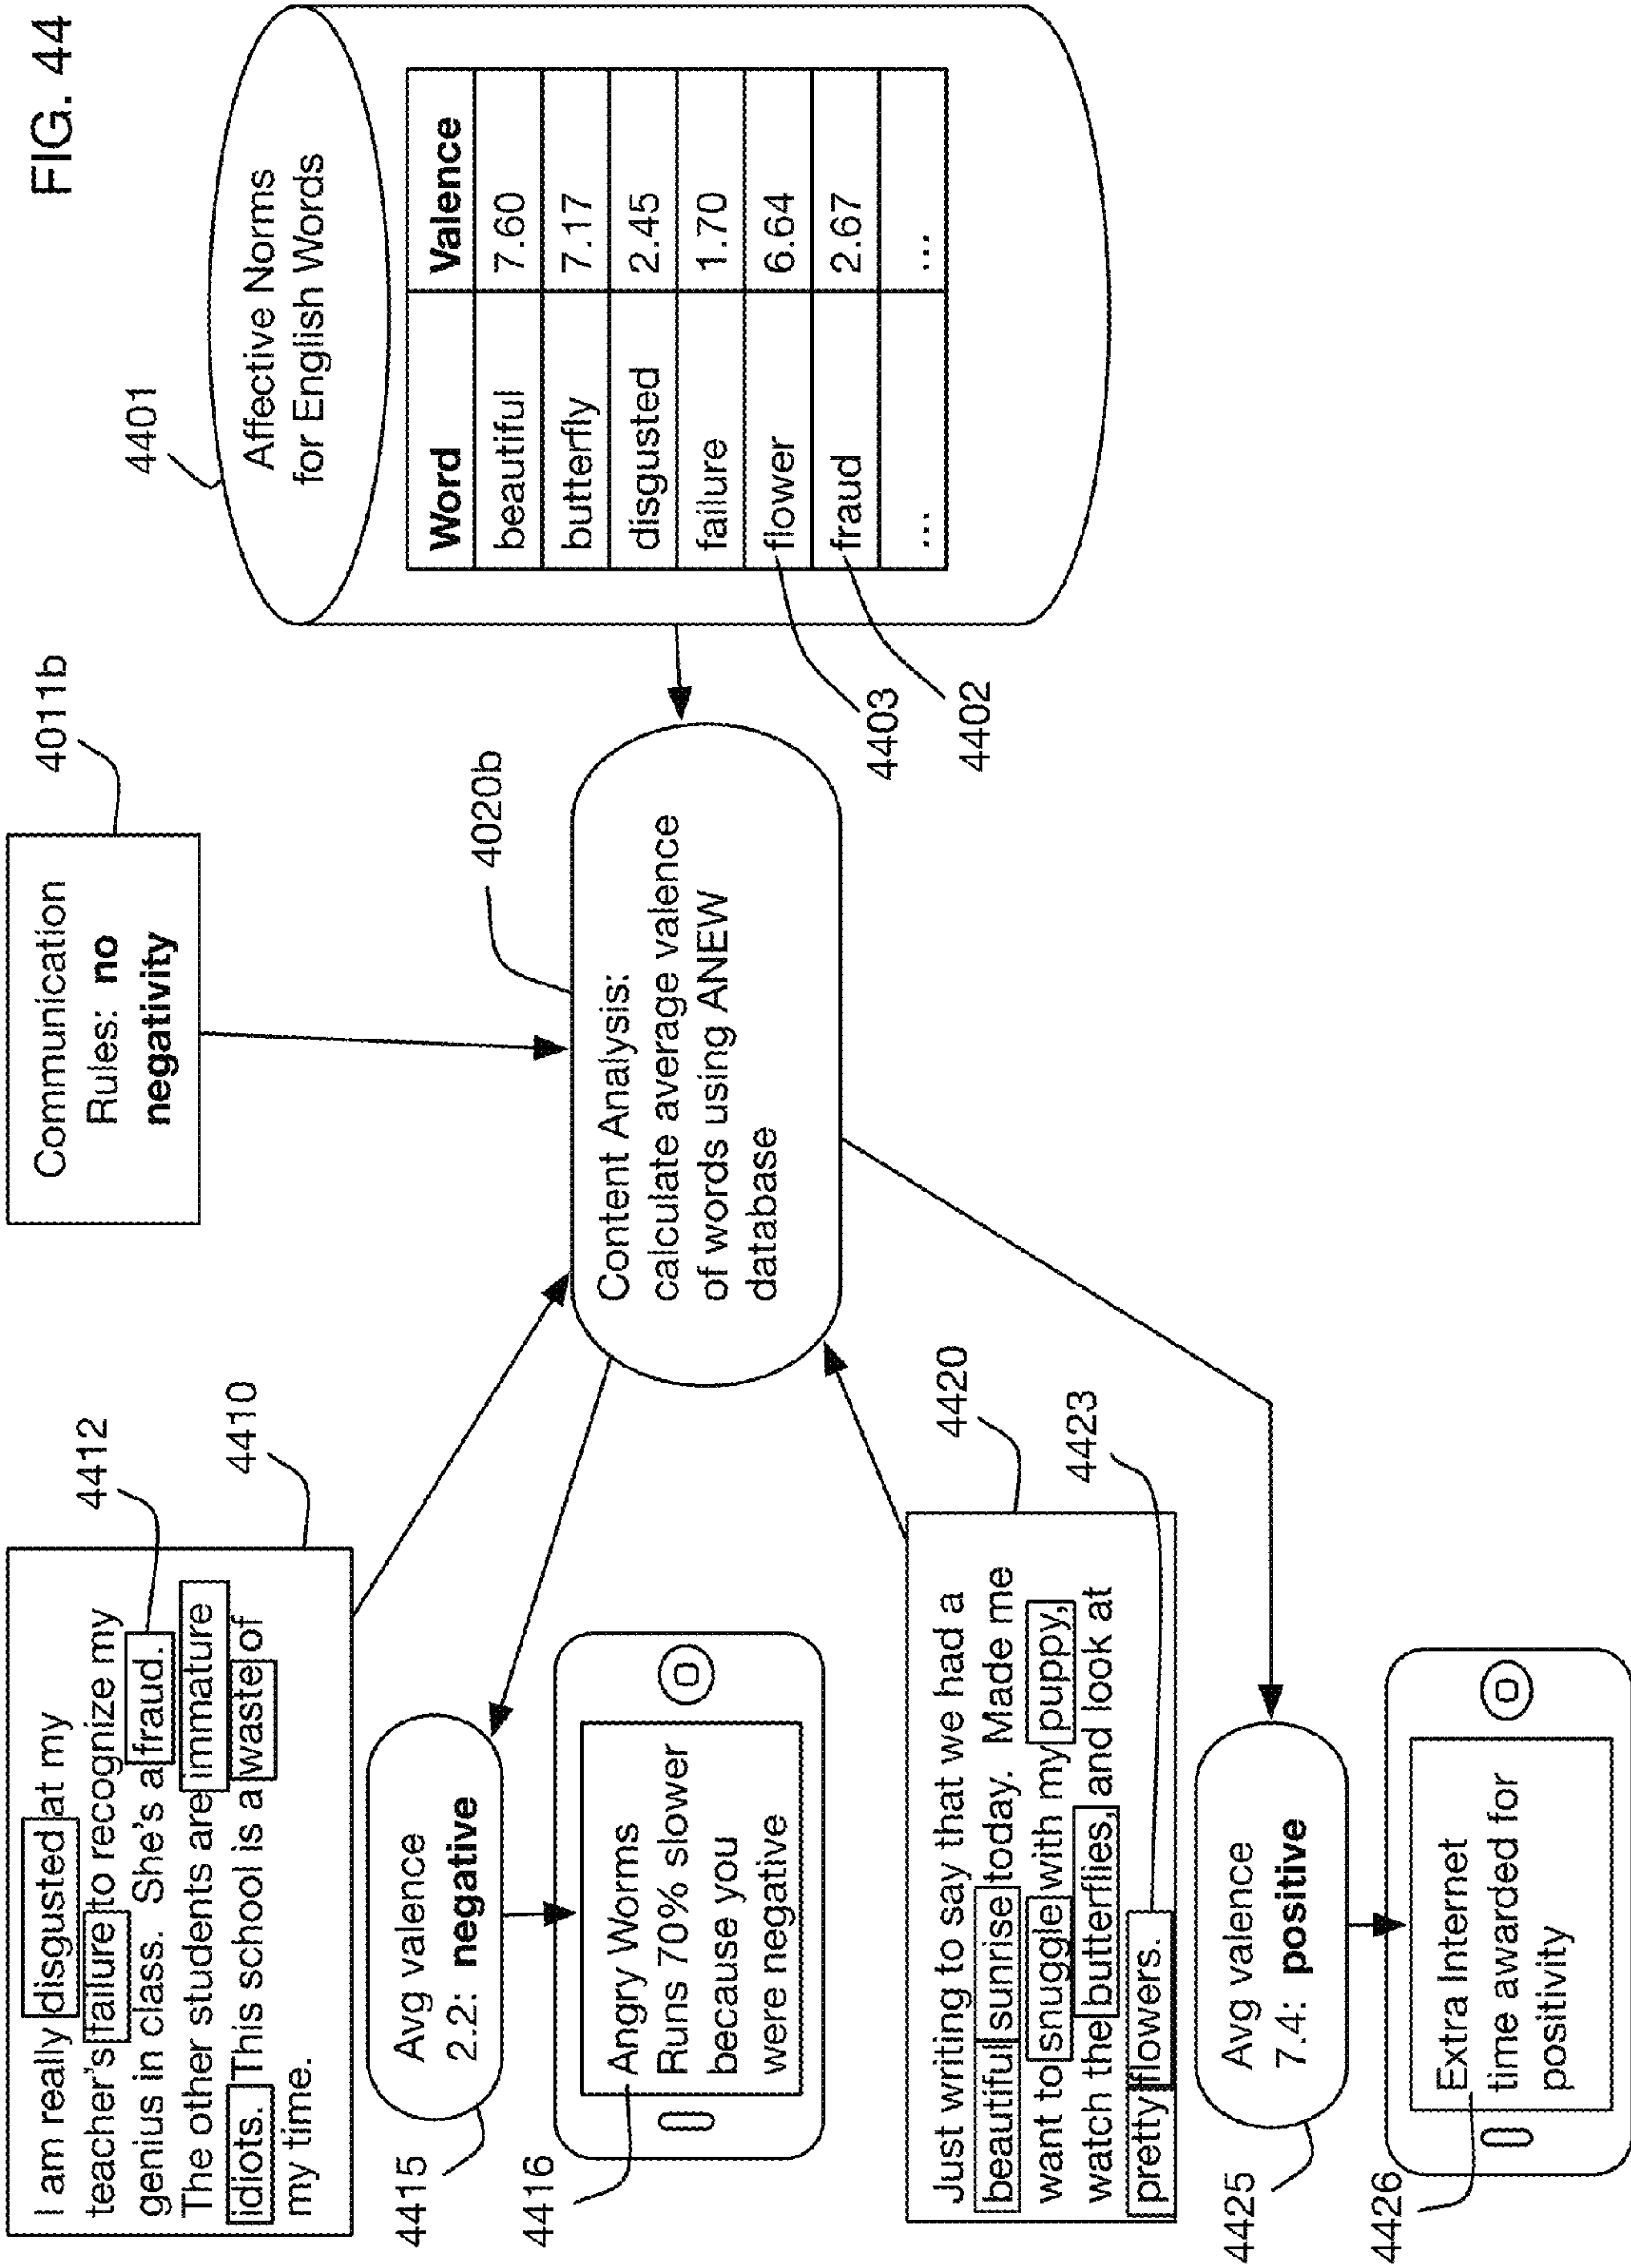 FIG. 44
I am really disgusted at my
teacher's failure to recognize my
genius in class. She's a fraud.
The other students are immature
idiots. This school is a waste of
my time.
4412
4410
Communication
Rules: no
negativity
4011b
4401
Affective Norms
for English Words
Word Valence
beautiful 7.60
butterfly 7.17
disgusted 2.45
failure 1.70
flower 6.64
fraud 2.67
... ...
4403
4402
4020b
Content Analysis:
calculate average valence
of words using ANEW
database
4415
Avg valence
2.2: negative
4416
Angry Worms
Runs 70% slower
because you
were negative
4420
4423
Just writing to say that we had a
beautiful sunrise today. Made me
want to snuggle with my puppy,
watch the butterflies, and look at
pretty flowers.
4425
Avg valence
7.4: positive
4426
Extra Internet
time awarded for
positivity